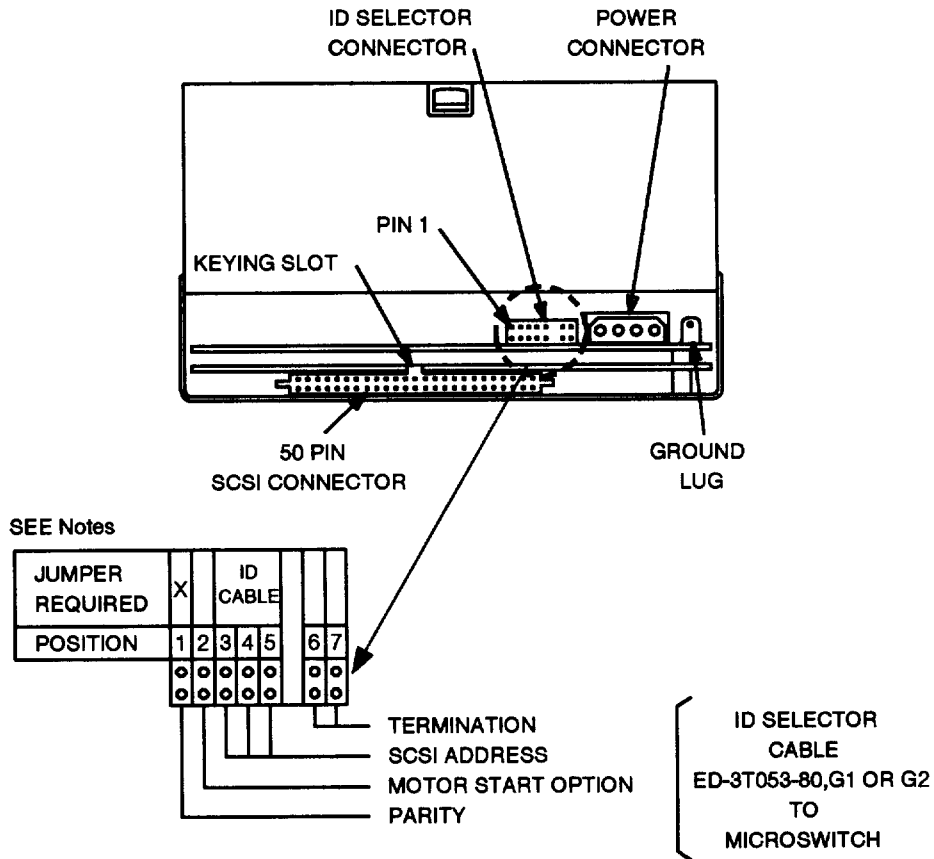 ID SELECTOR
CONNECTOR
POWER
CONNECTOR
PIN 1
KEYING SLOT
50 PIN
SCSI CONNECTOR
GROUND
LUG
SEE Notes
JUMPER
REQUIRED
X
ID
CABLE
POSITION
1 2 3 4 5 6 7
TERMINATION
SCSI ADDRESS
MOTOR START OPTION
PARITY
ID SELECTOR
CABLE
ED-3T053-80,G1 OR G2
TO
MICROSWITCH